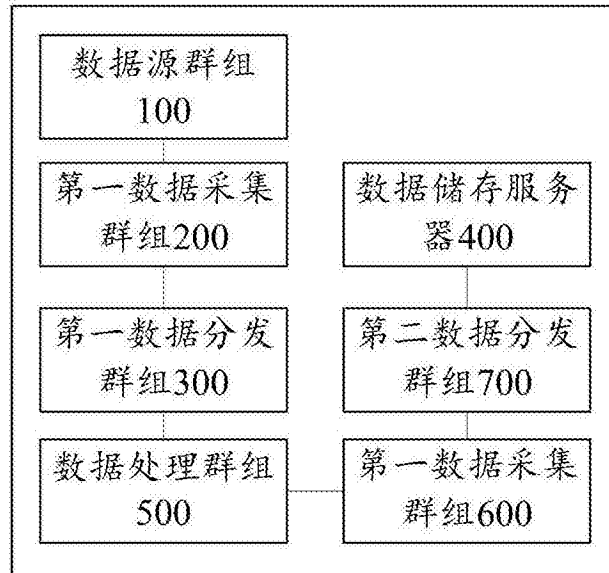 数据源群组
100
第一数据采集
群组200
数据储存服务
器400
第一数据分发
群组300
第二数据分发
群组700
数据处理群组
500
第一数据采集
群组600